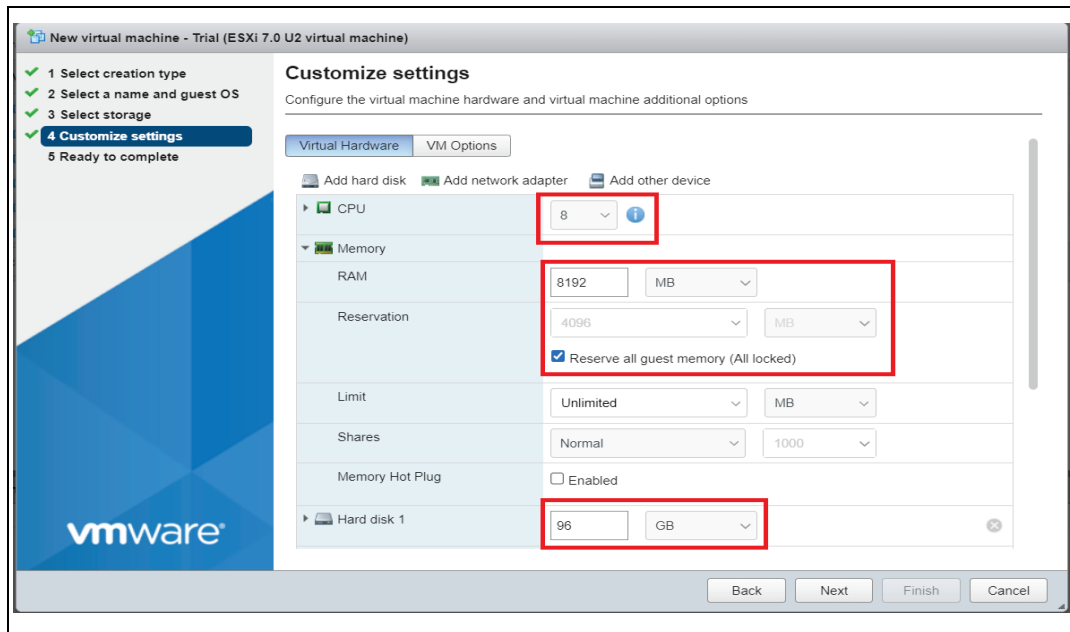 New virtual machine - Trial (ESXi 7.0 U2 virtual machine)
1 Select creation type
2 Select a name and guest OS
3 Select storage
4 Customize settings
5 Ready to complete
vmware®
Customize settings
Configure the virtual machine hardware and virtual machine additional options
Virtual Hardware VM Options
Add hard disk Add network adapter Add other device
CPU 8
Memory
RAM 8192 MB
Reservation 4096 MB
Reserve all guest memory (All locked)
Limit Unlimited MB
Shares Normal 1000
Memory Hot Plug Enabled
Hard disk 1 96 GB
Back Next Finish Cancel